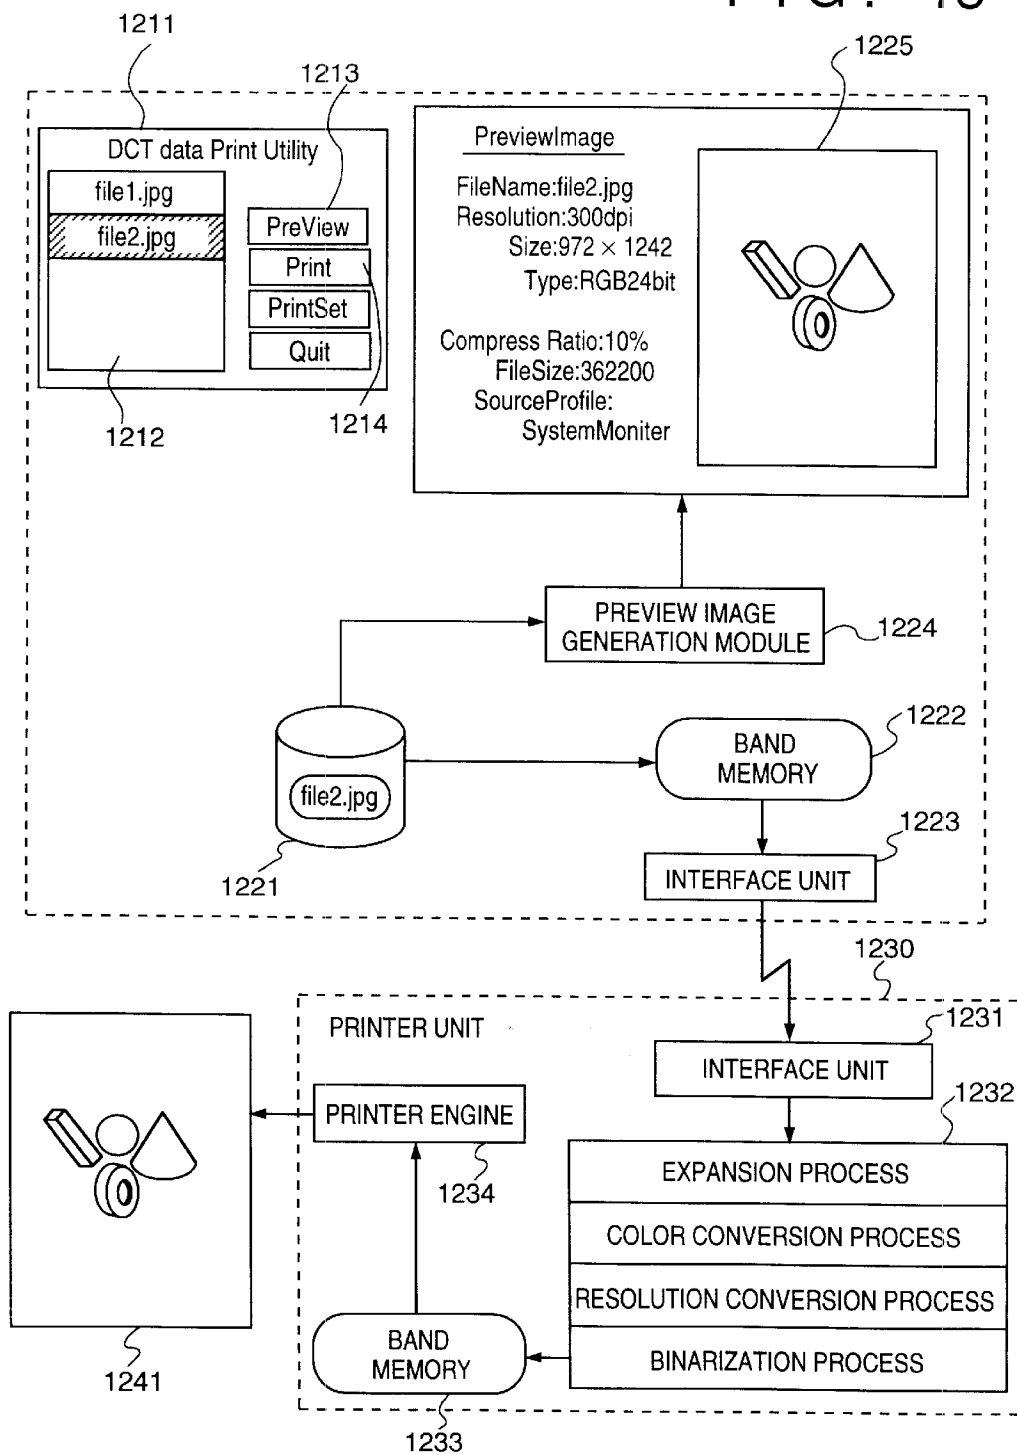 1211
1213
1225
DCT data Print Utility
file1.jpg
file2.jpg
PreView
Print
PrintSet
Quit
1212
1214
PreviewImage
FileName:file2.jpg
Resolution:300dpi
Size:972 × 1242
Type:RGB24bit
Compress Ratio:10%
FileSize:362200
SourceProfile:
SystemMoniter
PREVIEW IMAGE
GENERATION MODULE
1224
file2.jpg
1221
BAND
MEMORY
1222
INTERFACE UNIT
1223
1230
PRINTER UNIT
INTERFACE UNIT
1231
1232
EXPANSION PROCESS
COLOR CONVERSION PROCESS
RESOLUTION CONVERSION PROCESS
BINARIZATION PROCESS
PRINTER ENGINE
1234
BAND
MEMORY
1233
1241